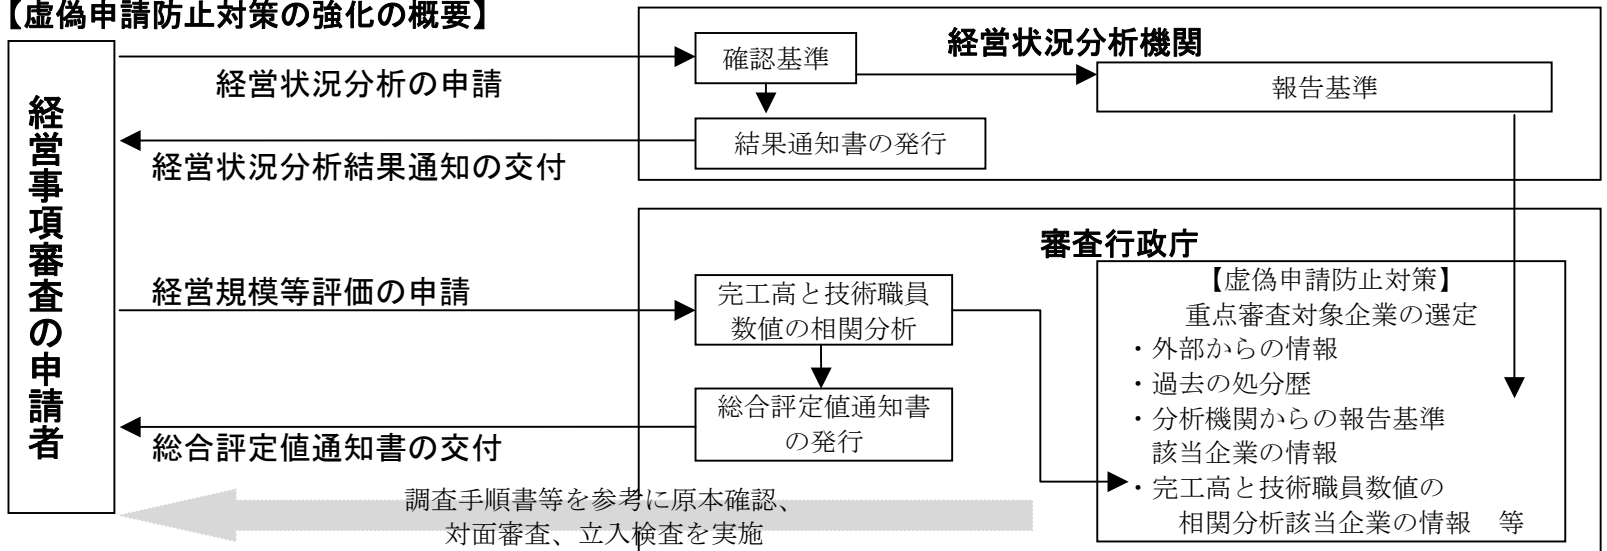 【虚偽申請防止対策の強化の概要】
経営事項審査の申請者
経営状況分析の申請
経営状況分析結果通知の交付
経営状況分析機関
確認基準
報告基準
結果通知書の発行
審査行政庁
経営規模等評価の申請
総合評定値通知書の交付
完工高と技術職員
数値の相関分析
総合評定値通知書
の発行
【虚偽申請防止対策】
重点審査対象企業の選定
・外部からの情報
・過去の処分歴
・分析機関からの報告基準
該当企業の情報
・完工高と技術職員数値の
相関分析該当企業の情報　等
調査手順書等を参考に原本確認、
対面審査、立入検査を実施